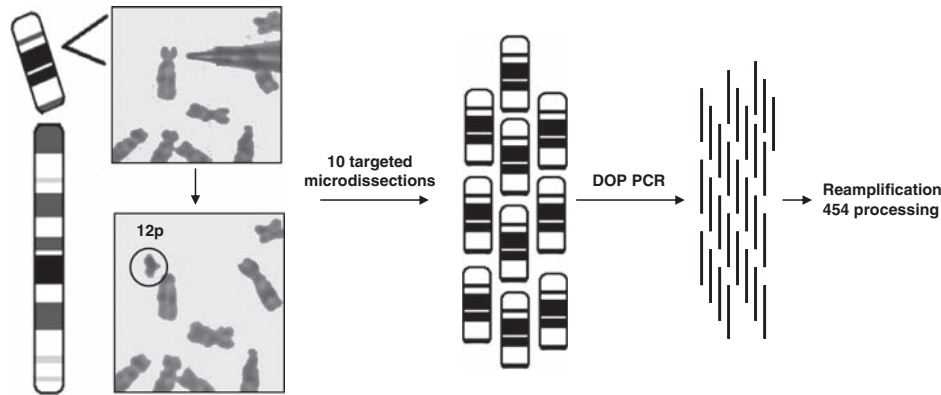 12p
10 targeted
microdissections
DOP PCR
Reamplification
454 processing